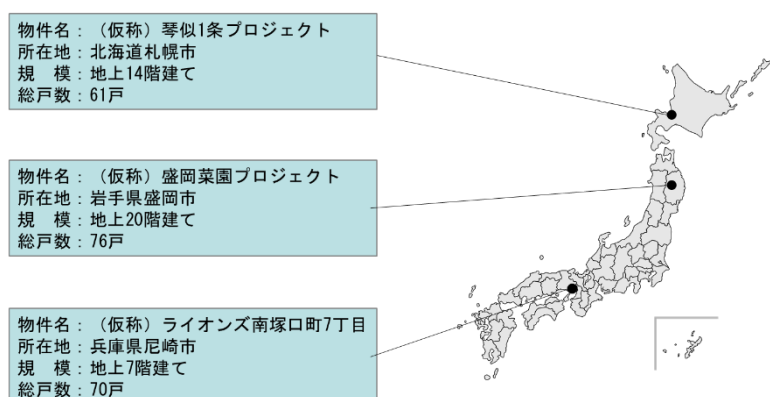 物件名：（仮称）琴似1条プロジェクト
所在地：北海道札幌市
規　模：地上14階建て
総戸数：61戸
物件名：（仮称）盛岡菜園プロジェクト
所在地：岩手県盛岡市
規　模：地上20階建て
総戸数：76戸
物件名：（仮称）ライオンズ南塚口町7丁目
所在地：兵庫県尼崎市
規　模：地上7階建て
総戸数：70戸